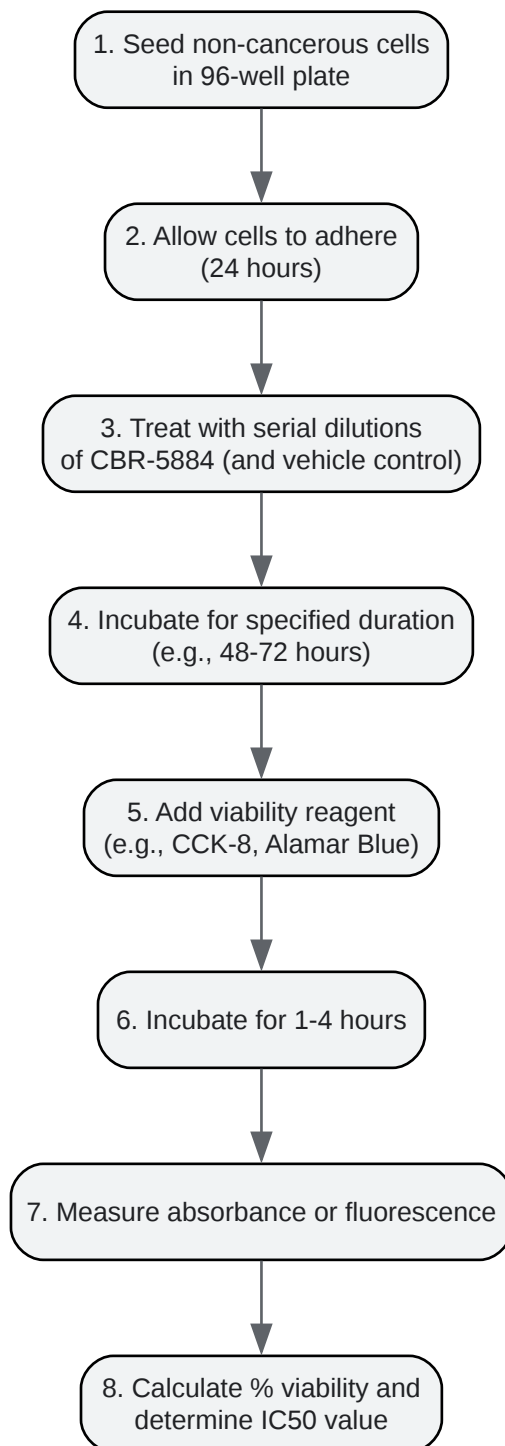 1. Seed non-cancerous cells
in 96-well plate
2. Allow cells to adhere
(24 hours)
3. Treat with serial dilutions
of CBR-5884 (and vehicle control)
4. Incubate for specified duration
(e.g., 48-72 hours)
5. Add viability reagent
(e.g., CCK-8, Alamar Blue)
6. Incubate for 1-4 hours
7. Measure absorbance or fluorescence
8. Calculate % viability and
determine IC50 value